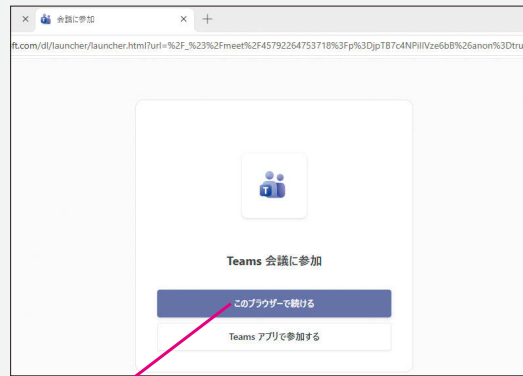 会議に参加
ft.com/dl/launcher/launcher.html?url=%2F_%23%2Fmeet%2F45792264753718%3Fp%3DjpTB7c4NPilIVze6bB%26anon%3Dtru
T
Teams 会議に参加
このブラウザーで続ける
Teams アプリで参加する